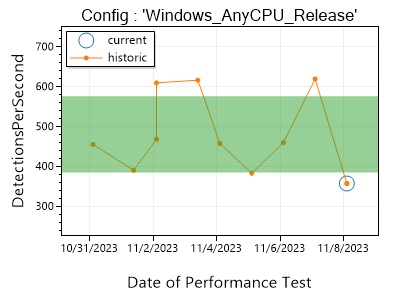 Config : 'Windows_AnyCPU_Release'
current
historic
700
600
500
400
300
DetectionsPerSecond
10/31/2023 11/2/2023 11/4/2023 11/6/2023 11/8/2023
Date of Performance Test